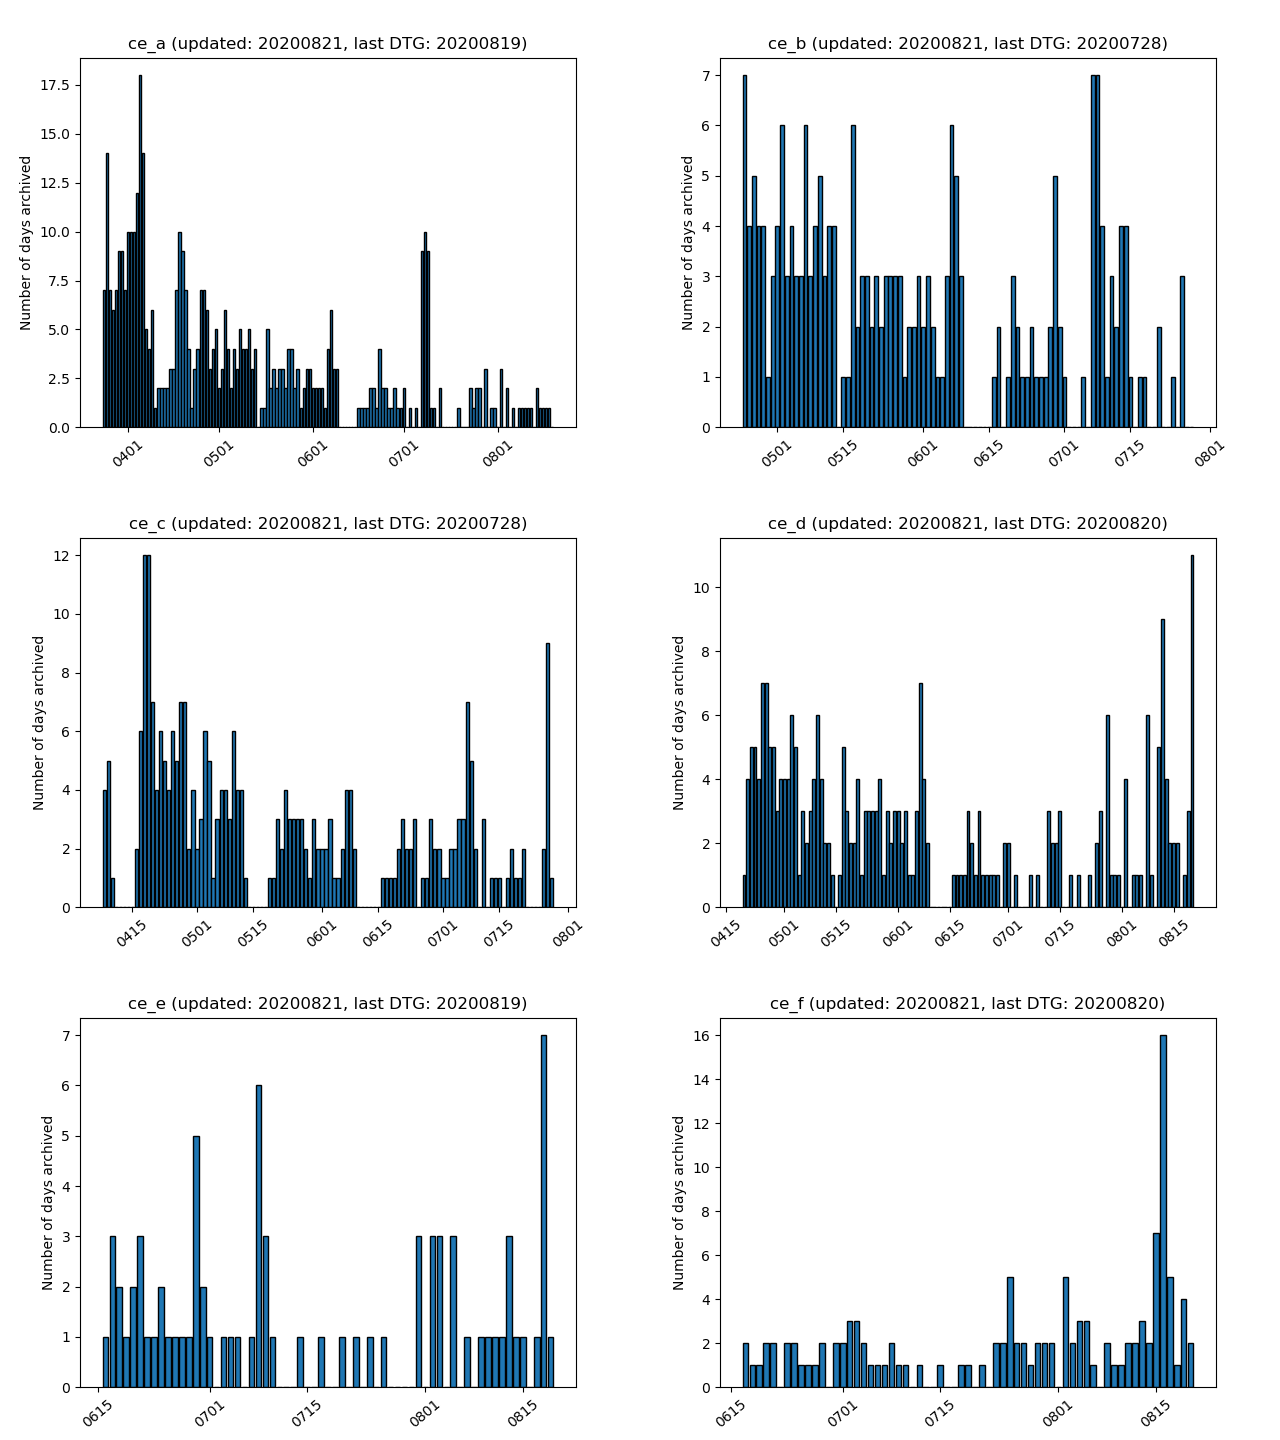 ce_a (updated: 20200821, last DTG: 20200819)
Number of days archived
17.5
15.0
12.5
10.0
7.5
5.0
2.5
0.0
0401 0501 0601 0701 0801
ce_b (updated: 20200821, last DTG: 20200728)
Number of days archived
7
6
5
4
3
2
1
0
0501 0515 0601 0615 0701 0715 0801
ce_c (updated: 20200821, last DTG: 20200728)
Number of days archived
12
10
8
6
4
2
0
0415 0501 0515 0601 0615 0701 0715 0801
ce_d (updated: 20200821, last DTG: 20200820)
Number of days archived
10
8
6
4
2
0
0415 0501 0515 0601 0615 0701 0715 0801 0815
ce_e (updated: 20200821, last DTG: 20200819)
Number of days archived
7
6
5
4
3
2
1
0
0615 0701 0715 0801 0815
ce_f (updated: 20200821, last DTG: 20200820)
Number of days archived
16
14
12
10
8
6
4
2
0
0615 0701 0715 0801 0815